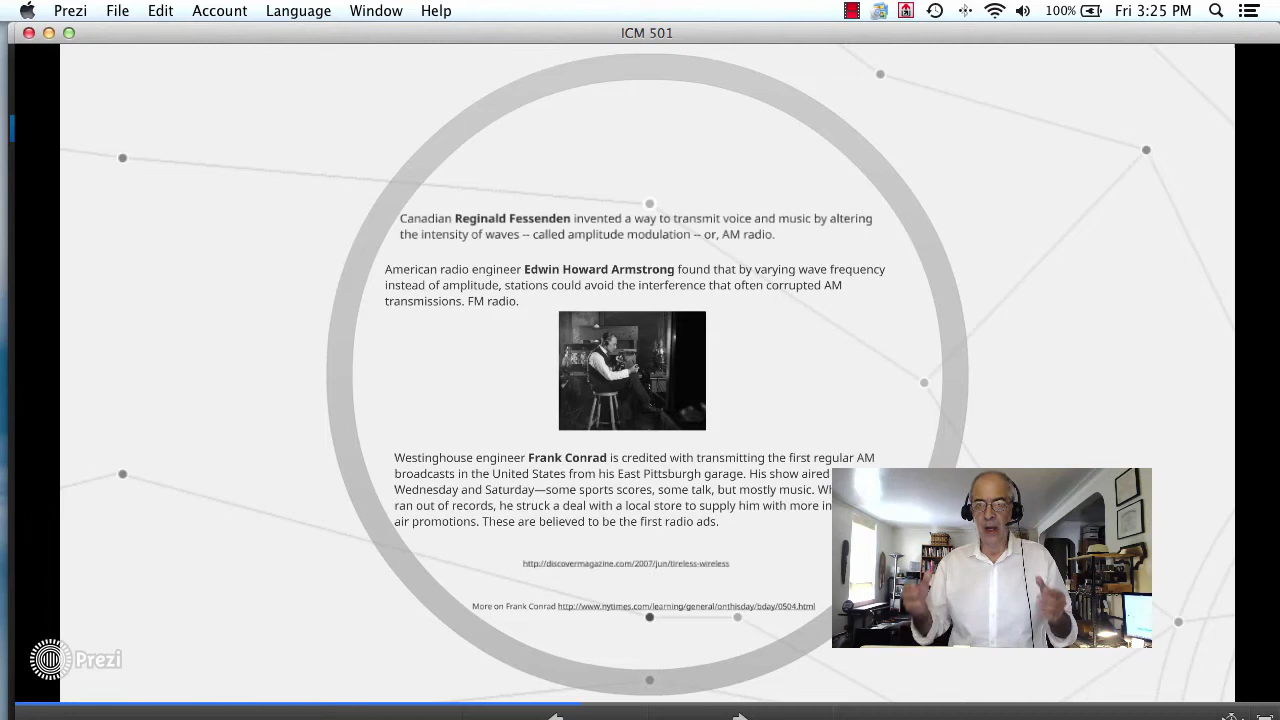 Prezi File Edit Account Language Window Help 100% Fri 3:25 PM
ICM 501
Canadian Reginald Fessenden invented a way to transmit voice and music by altering
the intensity of waves -- called amplitude modulation -- or, AM radio.
American radio engineer Edwin Howard Armstrong found that by varying wave frequency
instead of amplitude, stations could avoid the interference that often corrupted AM
transmissions. FM radio.
Westinghouse engineer Frank Conrad is credited with transmitting the first regular AM
broadcasts in the United States from his East Pittsburgh garage. His show aired
Wednesday and Saturday—some sports scores, some talk, but mostly music.
ran out of records, he struck a deal with a local store to supply him with more in
air promotions. These are believed to be the first radio ads.
http://discovermagazine.com/2007/jun/tireless-wireless
More on Frank Conrad http://www.nytimes.com/learning/general/onthisday/bday/0504.html
Prezi